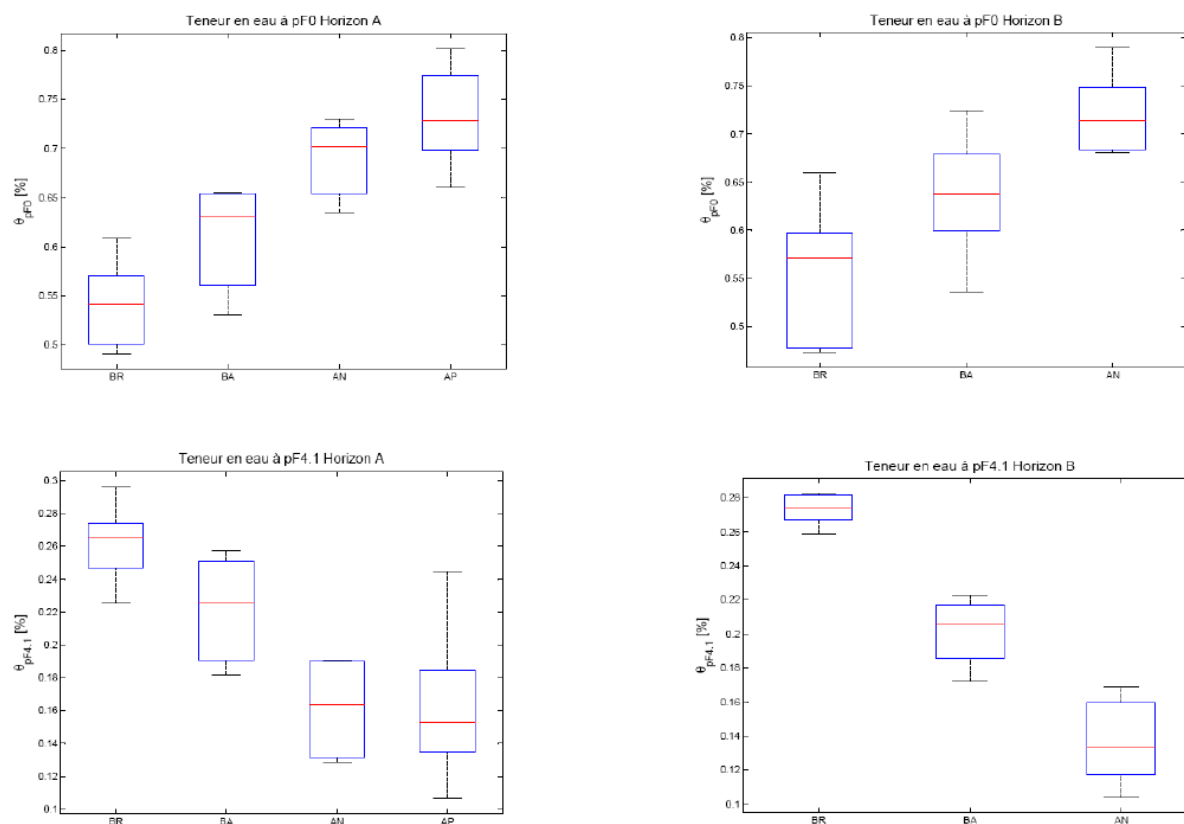 Teneur en eau à pF0 Horizon A
0.8
0.75
0.7
0.65
0.6
0.55
0.5
θpF0 [%]
BR BA AN AP
Teneur en eau à pF0 Horizon B
0.8
0.75
0.7
0.65
0.6
0.55
0.5
θpF0 [%]
BR BA AN
Teneur en eau à pF4.1 Horizon A
0.3
0.28
0.26
0.24
0.22
0.2
0.18
0.16
0.14
0.12
0.1
θpF4.1 [%]
BR BA AN AP
Teneur en eau à pF4.1 Horizon B
0.28
0.26
0.24
0.22
0.2
0.18
0.16
0.14
0.12
0.1
θpF4.1 [%]
BR BA AN